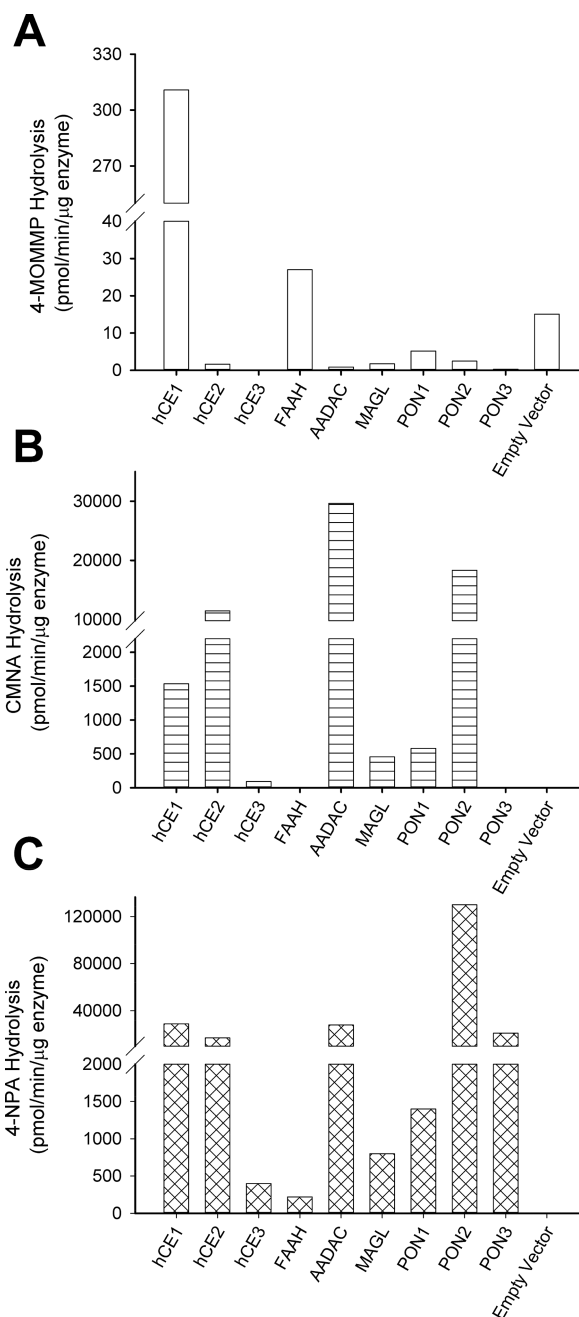 A
4-MOMMP Hydrolysis
(pmol/min/μg enzyme)
330
300
270
40
30
20
10
0
hCE1
hCE2
hCE3
FAAH
AADAC
MAGL
PON1
PON2
PON3
Empty Vector
B
CMNA Hydrolysis
(pmol/min/μg enzyme)
30000
20000
10000
2000
1500
1000
500
0
hCE1
hCE2
hCE3
FAAH
AADAC
MAGL
PON1
PON2
PON3
Empty Vector
C
4-NPA Hydrolysis
(pmol/min/μg enzyme)
120000
80000
40000
2000
1500
1000
500
0
hCE1
hCE2
hCE3
FAAH
AADAC
MAGL
PON1
PON2
PON3
Empty Vector